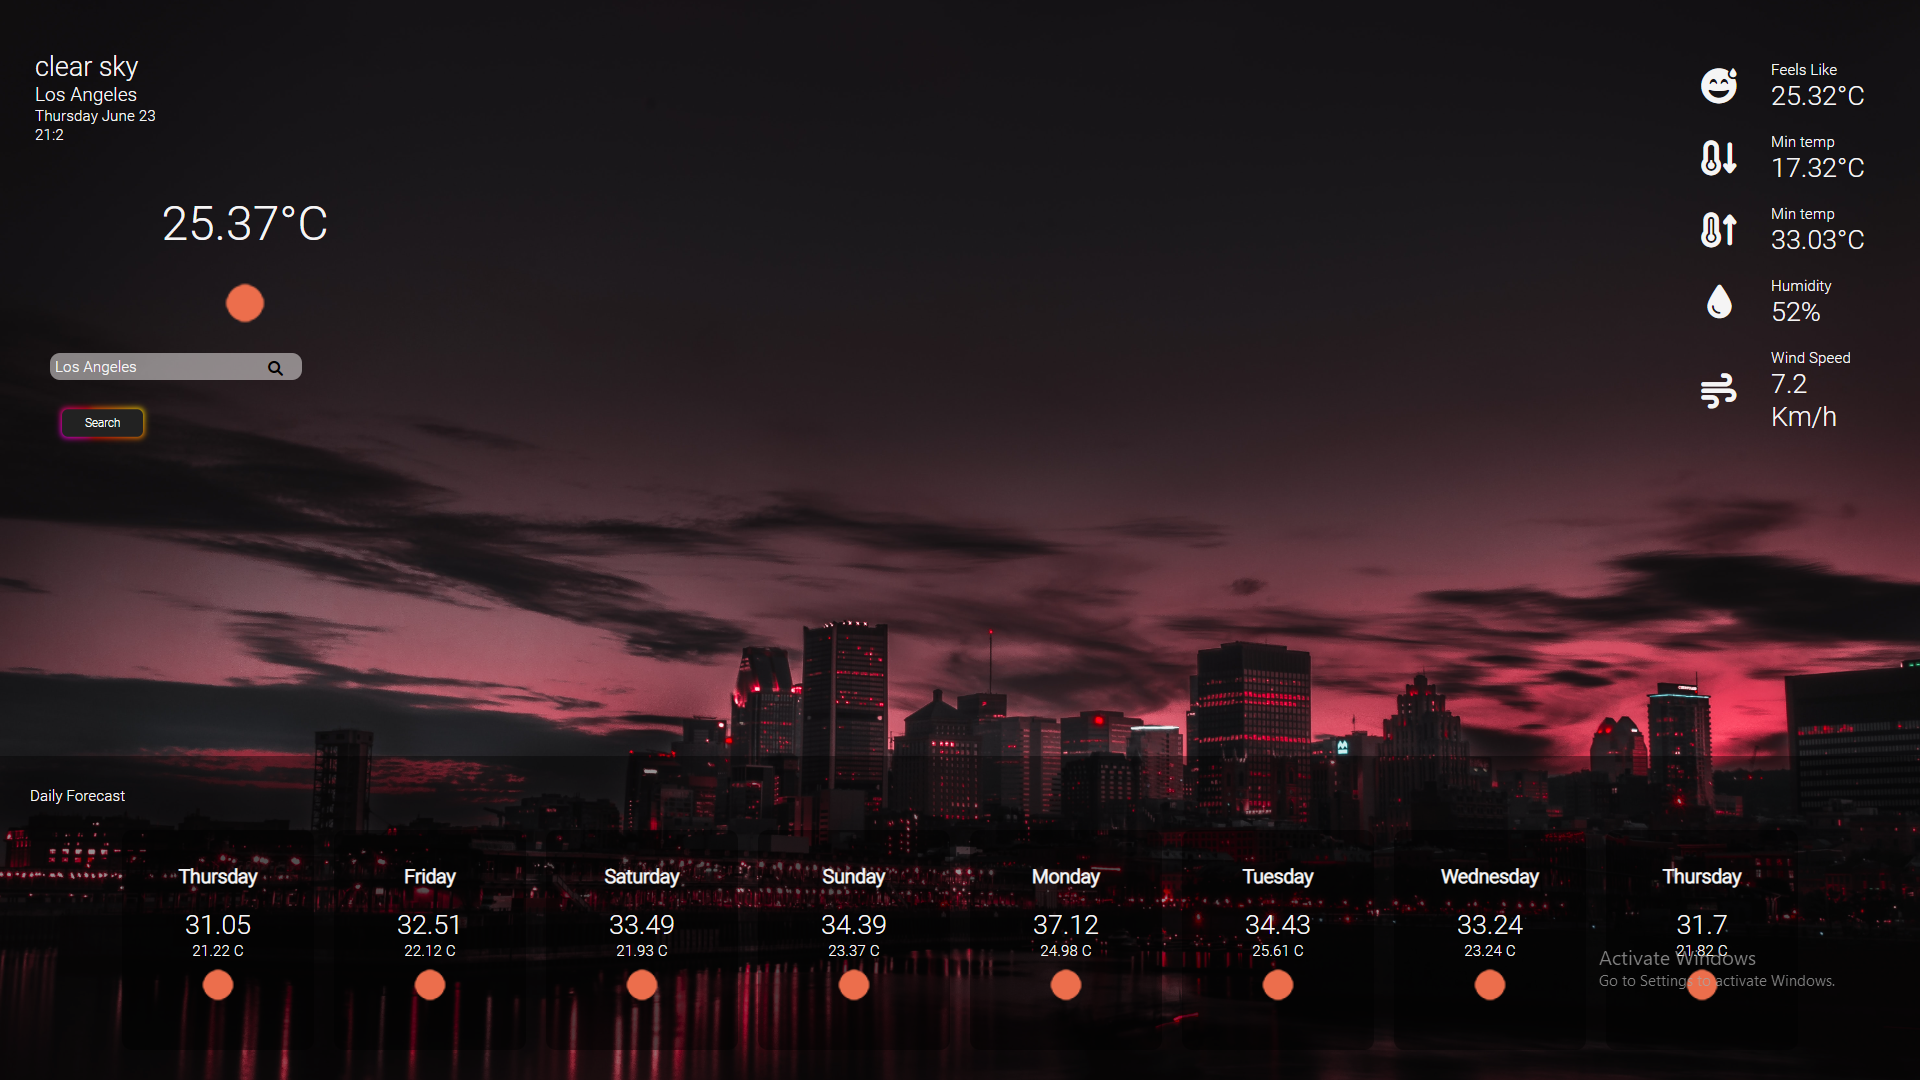 clear sky
Los Angeles
Thursday June 23
21:2
25.37°C
Los Angeles
Search
Feels Like
25.32°C
Min temp
17.32°C
Min temp
33.03°C
Humidity
52%
Wind Speed
7.2
Km/h
Daily Forecast
Thursday
31.05
21.22 C
Friday
32.51
22.12 C
Saturday
33.49
21.93 C
Sunday
34.39
23.37 C
Monday
37.12
24.98 C
Tuesday
34.43
25.61 C
Wednesday
33.24
23.24 C
Thursday
31.7
21.82 C
Activate Windows
Go to Settings to activate Windows.